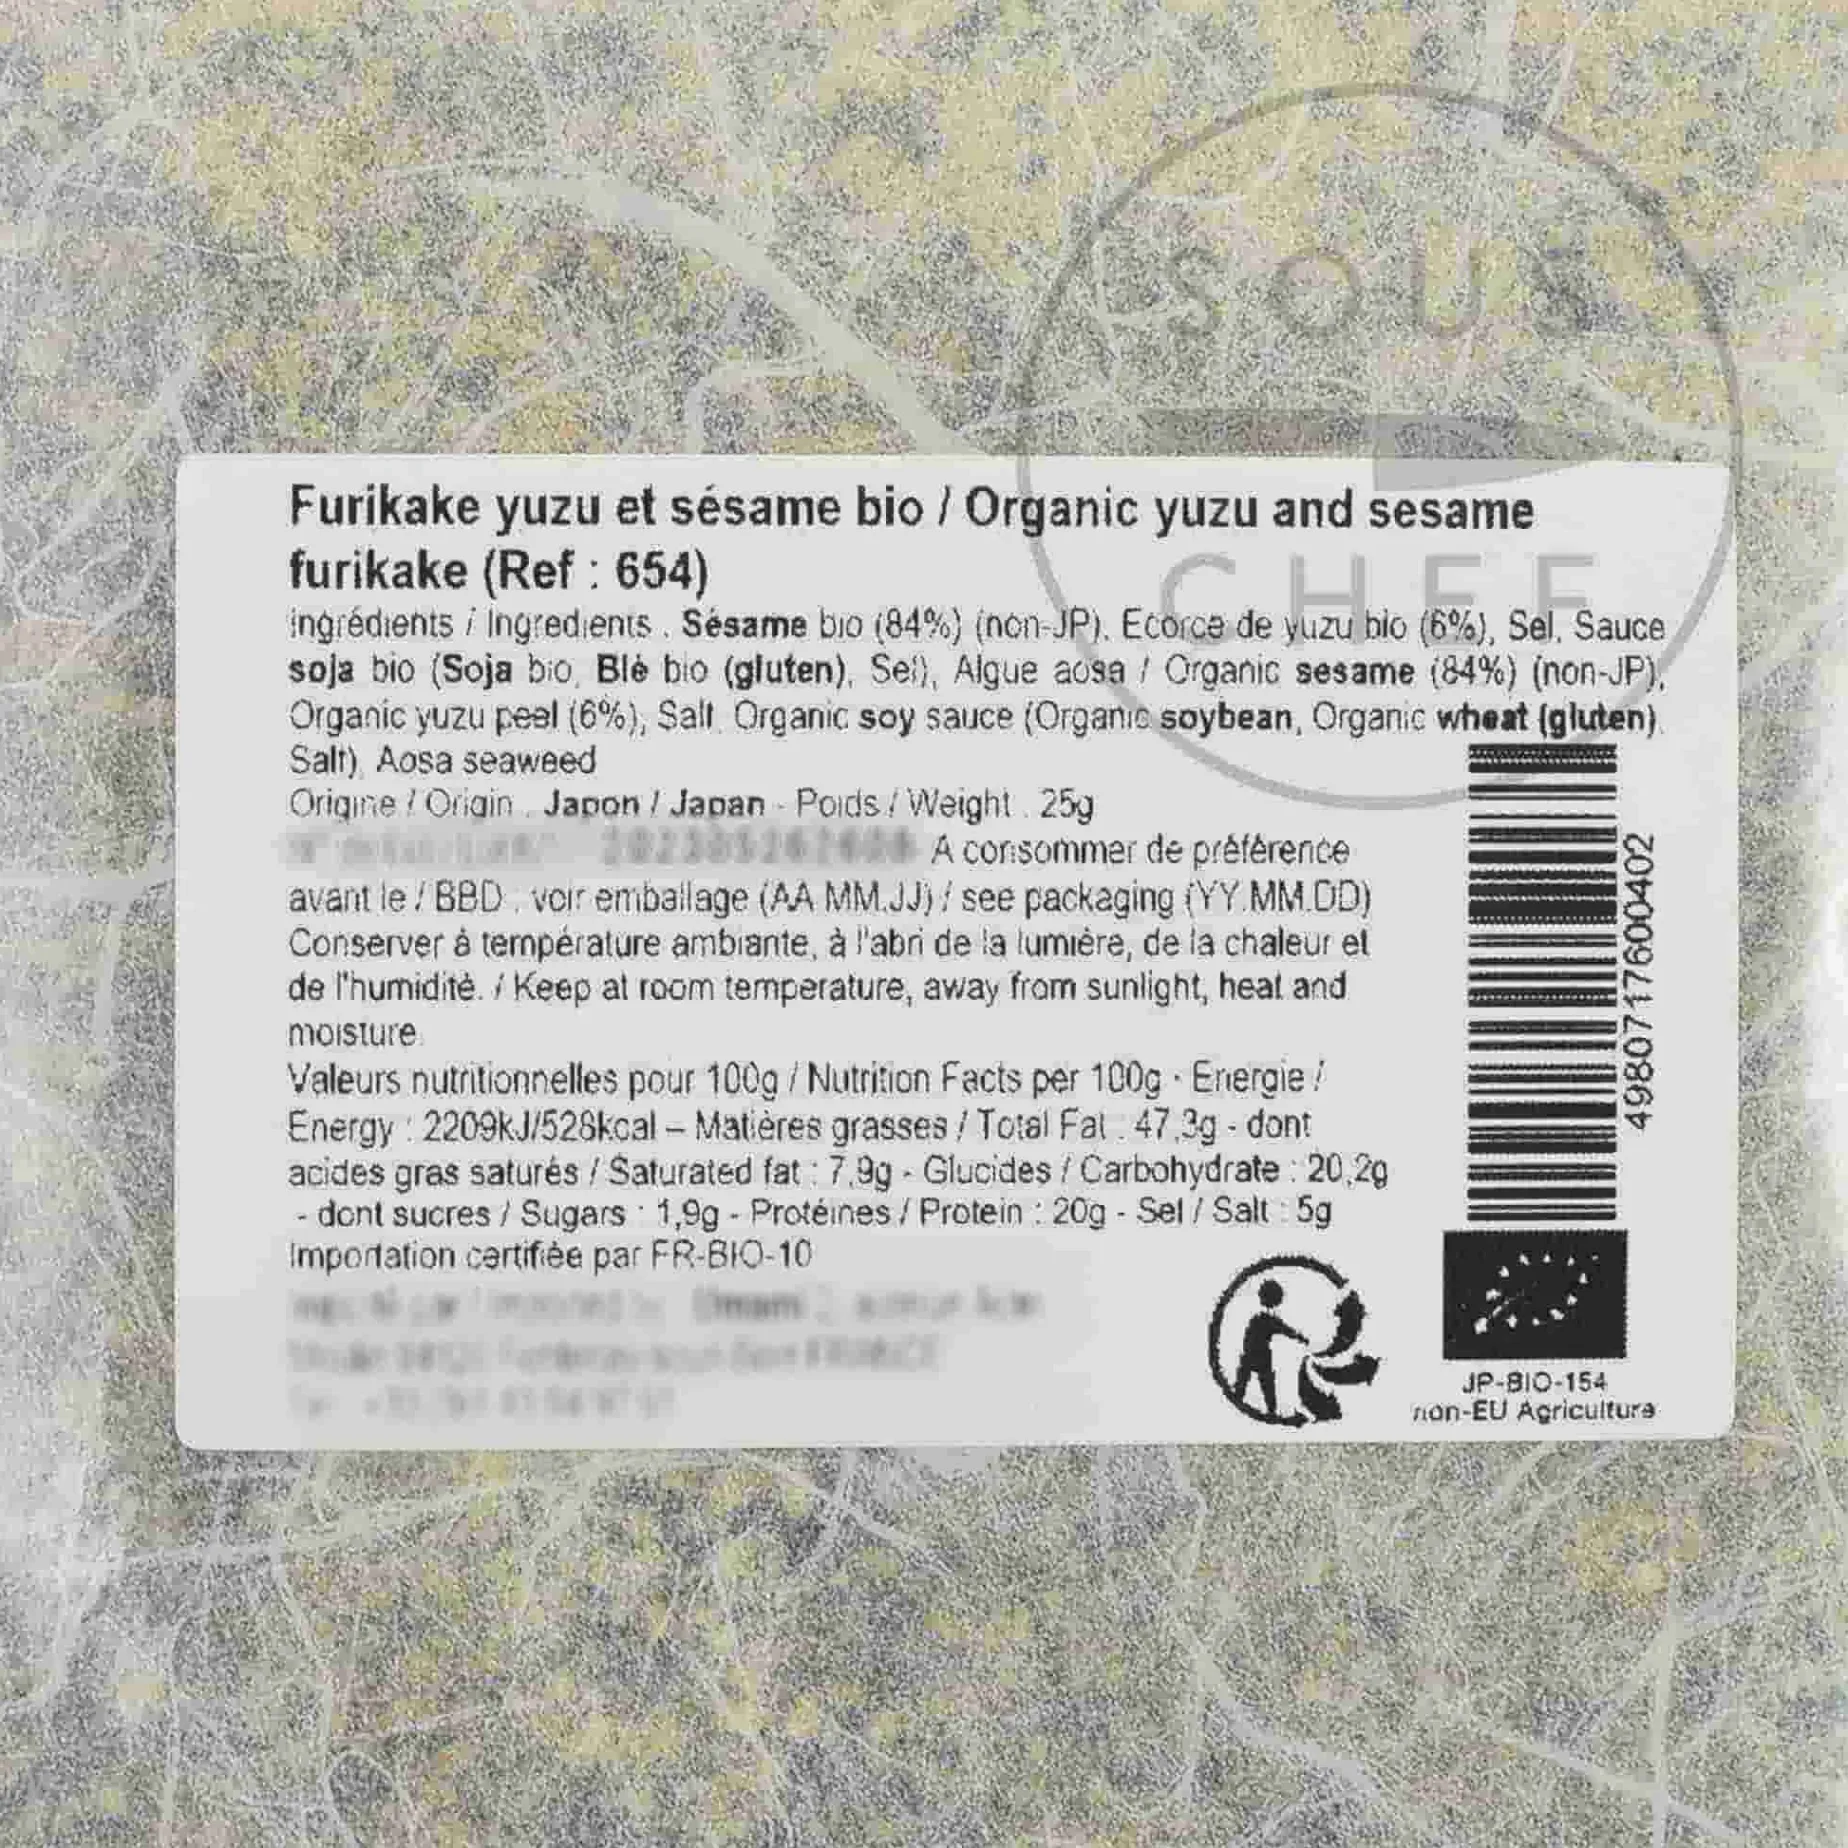 SOUS
CHEF
Furikake yuzu et sésame bio / Organic yuzu and sesame
furikake (Ref : 654)
Ingrédients / Ingredients : Sésame bio (84%) (non-JP), Ecorce de yuzu bio (6%), Sel, Sauce
soja bio (Soja bio, Blé bio (gluten), Sel), Algue aosa / Organic sesame (84%) (non-JP),
Organic yuzu peel (6%), Salt, Organic soy sauce (Organic soybean, Organic wheat (gluten),
Salt), Aosa seaweed
Origine / Origin : Japon / Japan - Poids / Weight : 25g
A consommer de préférence
avant le / BBD : voir emballage (AA.MM.JJ) / see packaging (YY.MM.DD)
Conserver à température ambiante, à l'abri de la lumière, de la chaleur et
de l'humidité. / Keep at room temperature, away from sunlight, heat and
moisture.
Valeurs nutritionnelles pour 100g / Nutrition Facts per 100g - Energie /
Energy : 2209kJ/528kcal – Matières grasses / Total Fat : 47,3g - dont
acides gras saturés / Saturated fat : 7,9g - Glucides / Carbohydrate : 20,2g
- dont sucres / Sugars : 1,9g - Protéines / Protein : 20g - Sel / Salt : 5g
Importation certifiée par FR-BIO-10
4980717600402
JP-BIO-154
non-EU Agriculture